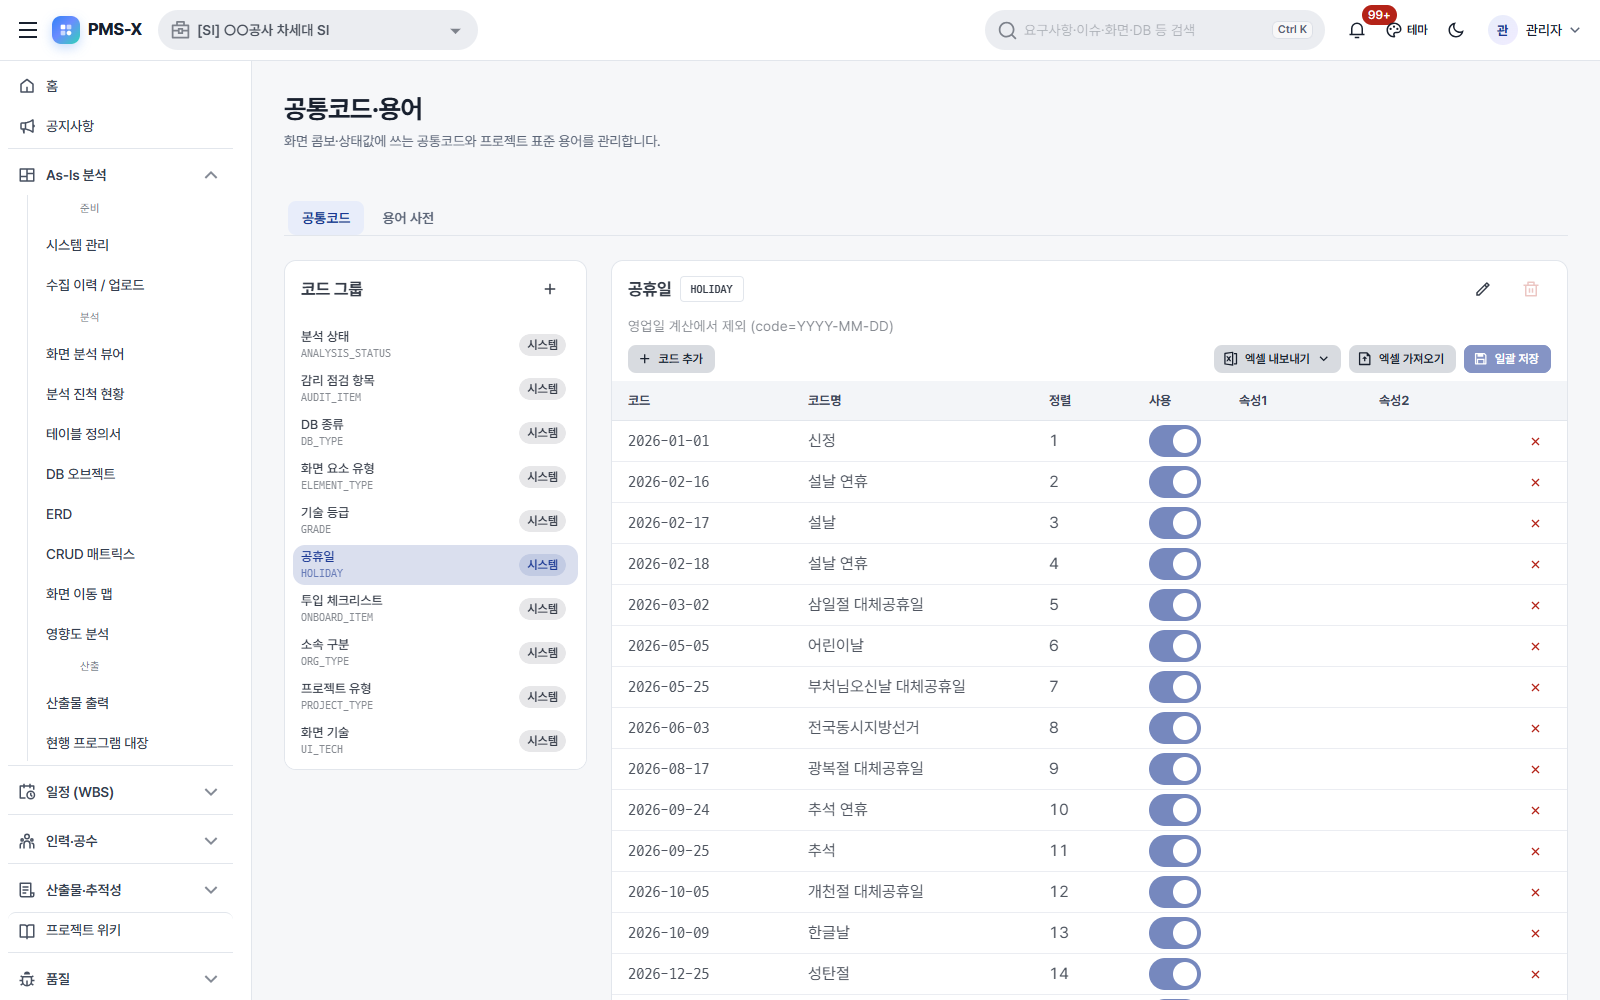 PMS-X
[SI] 〇〇공사 차세대 SI
요구사항·이슈·화면·DB 등 검색
Ctrl K
99+
테마
관
관리자
홈
공지사항
As-Is 분석
준비
시스템 관리
수집 이력 / 업로드
분석
화면 분석 뷰어
분석 진척 현황
테이블 정의서
DB 오브젝트
ERD
CRUD 매트릭스
화면 이동 맵
영향도 분석
산출
산출물 출력
현행 프로그램 대장
일정 (WBS)
인력·공수
산출물·추적성
프로젝트 위키
품질
공통코드·용어
화면 콤보·상태값에 쓰는 공통코드와 프로젝트 표준 용어를 관리합니다.
공통코드
용어 사전
코드 그룹
분석 상태
ANALYSIS_STATUS
시스템
감리 점검 항목
AUDIT_ITEM
시스템
DB 종류
DB_TYPE
시스템
화면 요소 유형
ELEMENT_TYPE
시스템
기술 등급
GRADE
시스템
공휴일
HOLIDAY
시스템
투입 체크리스트
ONBOARD_ITEM
시스템
소속 구분
ORG_TYPE
시스템
프로젝트 유형
PROJECT_TYPE
시스템
화면 기술
UI_TECH
시스템
공휴일 HOLIDAY
영업일 계산에서 제외 (code=YYYY-MM-DD)
코드 추가
엑셀 내보내기
엑셀 가져오기
일괄 저장
코드 코드명 정렬 사용 속성1 속성2
2026-01-01 신정 1
2026-02-16 설날 연휴 2
2026-02-17 설날 3
2026-02-18 설날 연휴 4
2026-03-02 삼일절 대체공휴일 5
2026-05-05 어린이날 6
2026-05-25 부처님오신날 대체공휴일 7
2026-06-03 전국동시지방선거 8
2026-08-17 광복절 대체공휴일 9
2026-09-24 추석 연휴 10
2026-09-25 추석 11
2026-10-05 개천절 대체공휴일 12
2026-10-09 한글날 13
2026-12-25 성탄절 14